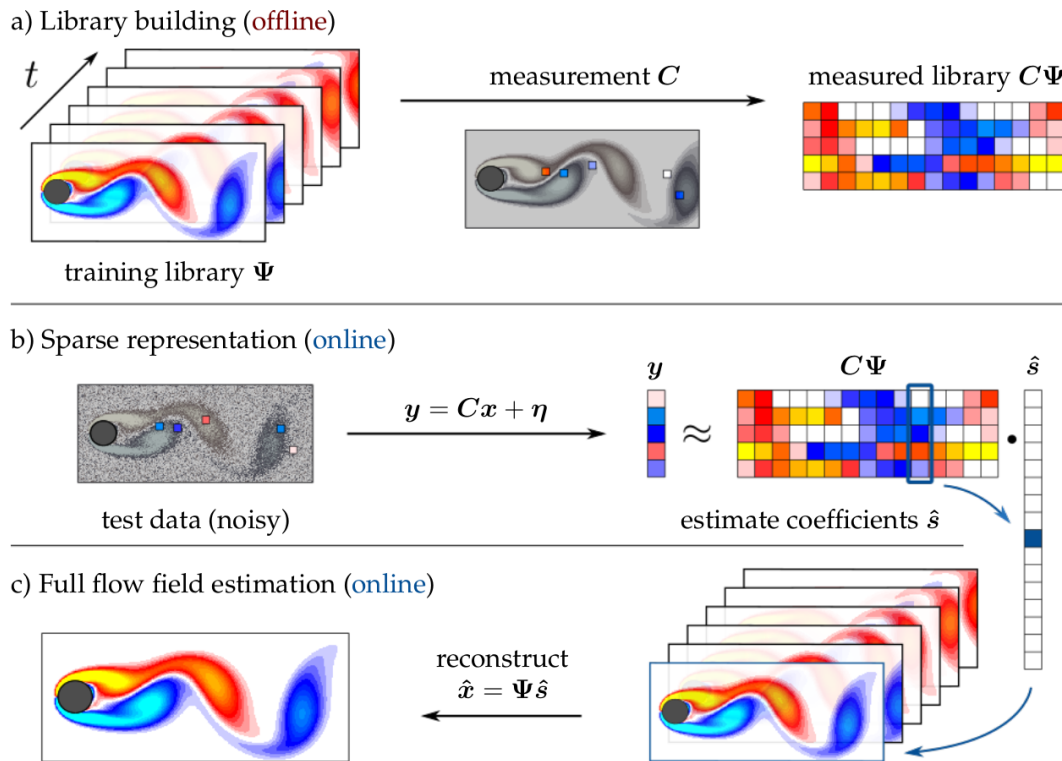 a) Library building (offline)
t
measurement C
measured library CΨ
training library Ψ
b) Sparse representation (online)
y = Cx + η
y
≈
CΨ
•
ŝ
test data (noisy)
estimate coefficients ŝ
c) Full flow field estimation (online)
reconstruct
x̂ = Ψŝ